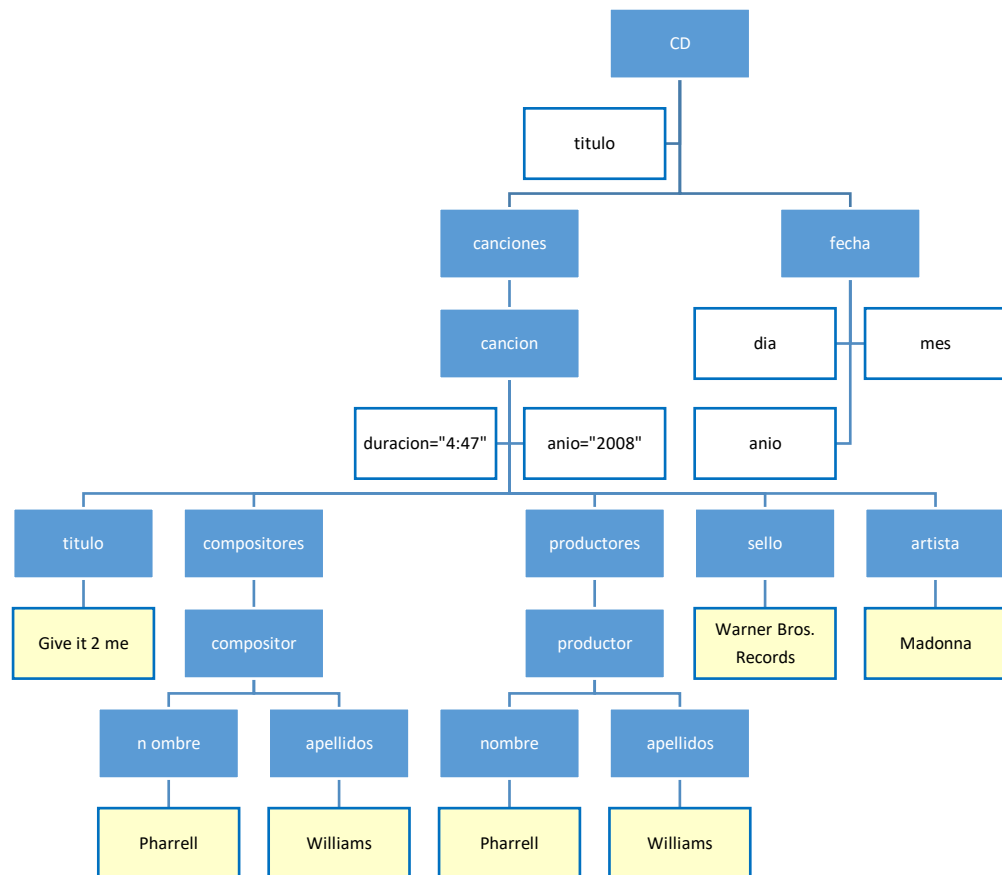 CD
titulo
canciones
fecha
cancion
dia
mes
duracion="4:47"
anio="2008"
anio
titulo
compositores
productores
sello
artista
Give it 2 me
compositor
productor
Warner Bros.
Records
Madonna
n ombre
apellidos
nombre
apellidos
Pharrell
Williams
Pharrell
Williams